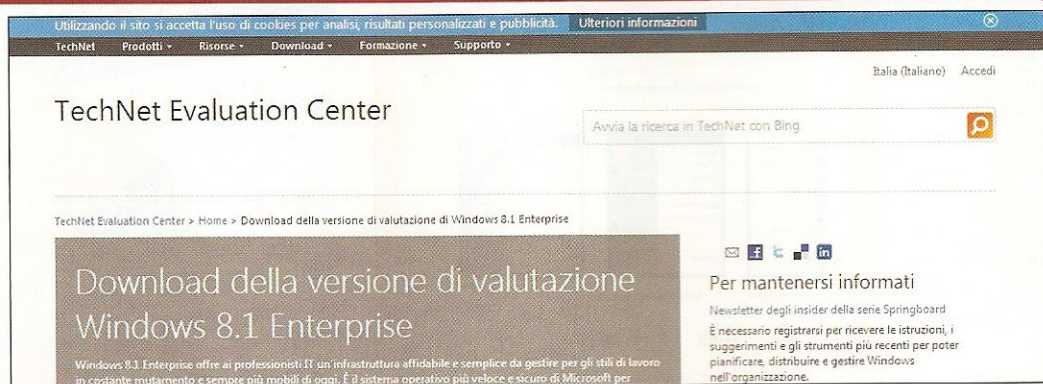 Utilizzando il sito si accetta l'uso di cookies per analisi, risultati personalizzati e pubblicità. Ulteriori informazioni
TechNet Prodotti Risorse Download Formazione Supporto
Italia (Italiano) Accedi
TechNet Evaluation Center
Avvia la ricerca in TechNet con Bing
TechNet Evaluation Center > Home > Download della versione di valutazione di Windows 8.1 Enterprise
Download della versione di valutazione
Windows 8.1 Enterprise
Windows 8.1 Enterprise offre ai professionisti IT un'infrastruttura affidabile e semplice da gestire per gli stili di lavoro
in costante mutamento e sempre più mobili di oggi. È il sistema operativo più veloce e sicuro di Microsoft per
Per mantenersi informati
Newsletter degli insider della serie Springboard
È necessario registrarsi per ricevere le istruzioni, i
suggerimenti e gli strumenti più recenti per poter
pianificare, distribuire e gestire Windows
nell'organizzazione.